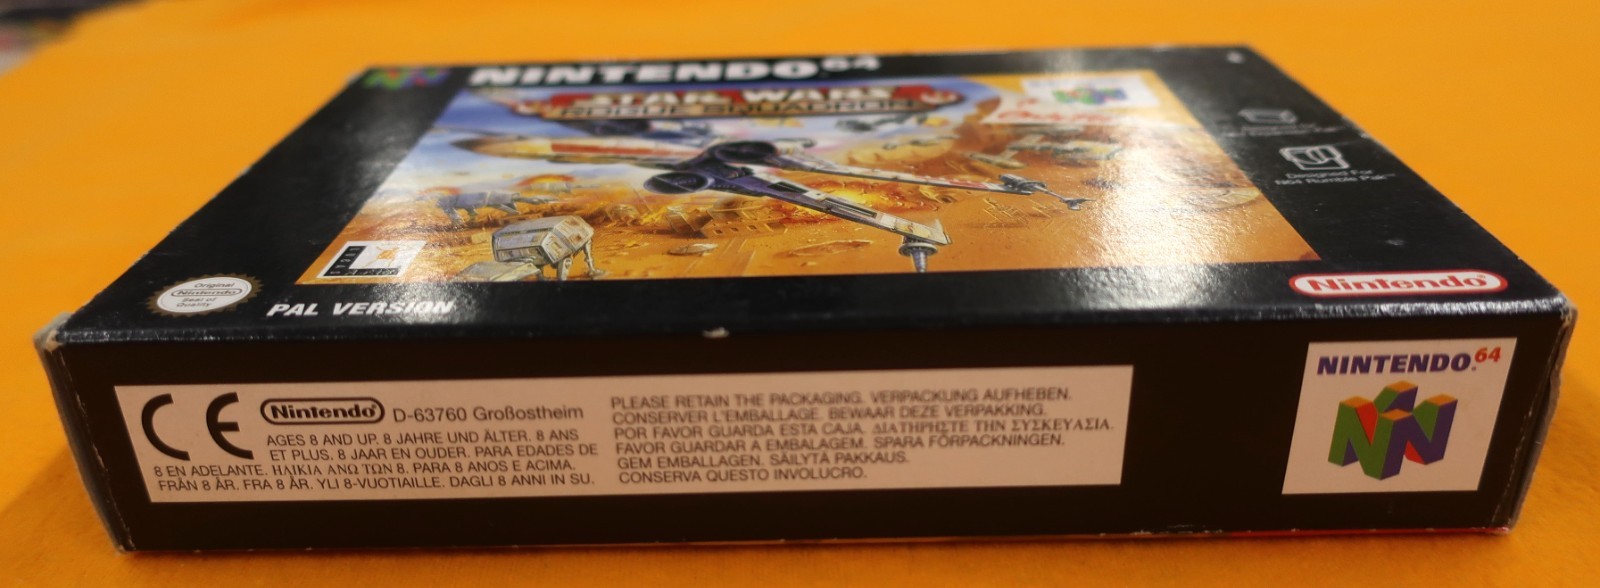 NINTENDO 64
STAR WARS
ROGUE SQUADRON
Designed For
N64 Rumble Pak™
Original
Nintendo
Seal of
Quality
PAL VERSION
Nintendo
CE
Nintendo D-63760 Großostheim
AGES 8 AND UP. 8 JAHRE UND ÄLTER. 8 ANS
ET PLUS. 8 JAAR EN OUDER. PARA EDADES DE
8 EN ADELANTE. ΗΛΙΚΙΑ ΑΝΩ ΤΩΝ 8. PARA 8 ANOS E ACIMA.
FRÅN 8 ÅR. FRA 8 ÅR. YLI 8-VUOTIAILLE. DAGLI 8 ANNI IN SU.
PLEASE RETAIN THE PACKAGING. VERPACKUNG AUFHEBEN.
CONSERVER L'EMBALLAGE. BEWAAR DEZE VERPAKKING.
POR FAVOR GUARDA ESTA CAJA. ΔΙΑΤΗΡΗΣΤΕ ΤΗΝ ΣΥΣΚΕΥΑΣΙΑ.
FAVOR GUARDAR A EMBALAGEM. SPARA FÖRPACKNINGEN.
GEM EMBALLAGEN. SÄILYTÄ PAKKAUS.
CONSERVA QUESTO INVOLUCRO.
NINTENDO 64